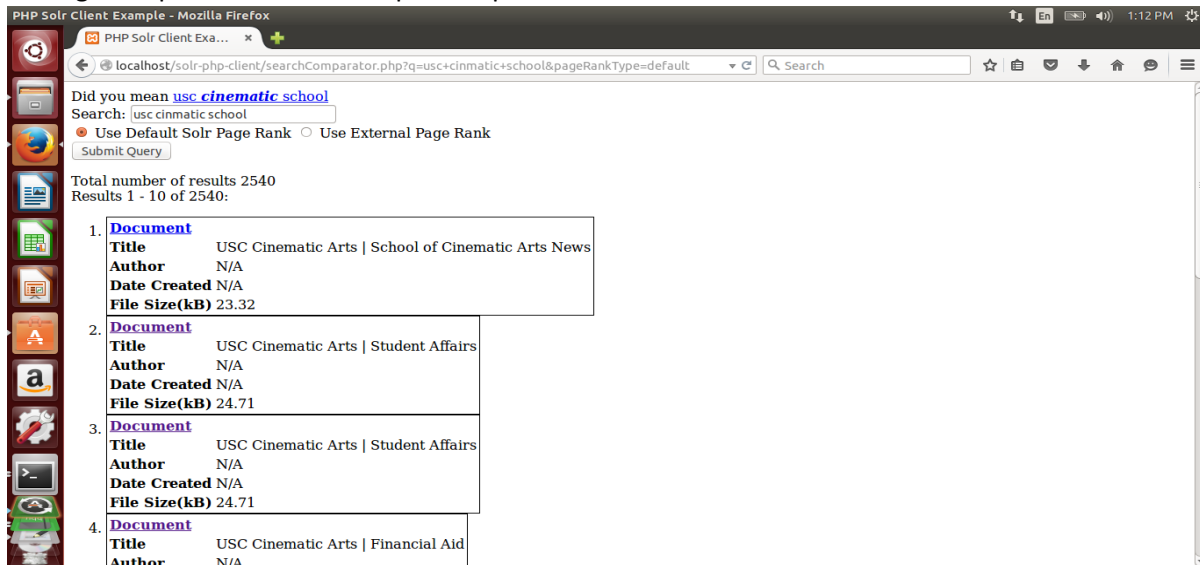 PHP Solr Client Example - Mozilla Firefox
En
1:12 PM
PHP Solr Client Exa...
localhost/solr-php-client/searchComparator.php?q=usc+cinmatic+school&pageRankType=default
Search
Did you mean usc cinematic school
Search: usc cinmatic school
Use Default Solr Page Rank Use External Page Rank
Submit Query
Total number of results 2540
Results 1 - 10 of 2540:
1. Document
Title USC Cinematic Arts | School of Cinematic Arts News
Author N/A
Date Created N/A
File Size(kB) 23.32
2. Document
Title USC Cinematic Arts | Student Affairs
Author N/A
Date Created N/A
File Size(kB) 24.71
3. Document
Title USC Cinematic Arts | Student Affairs
Author N/A
Date Created N/A
File Size(kB) 24.71
4. Document
Title USC Cinematic Arts | Financial Aid
Author N/A